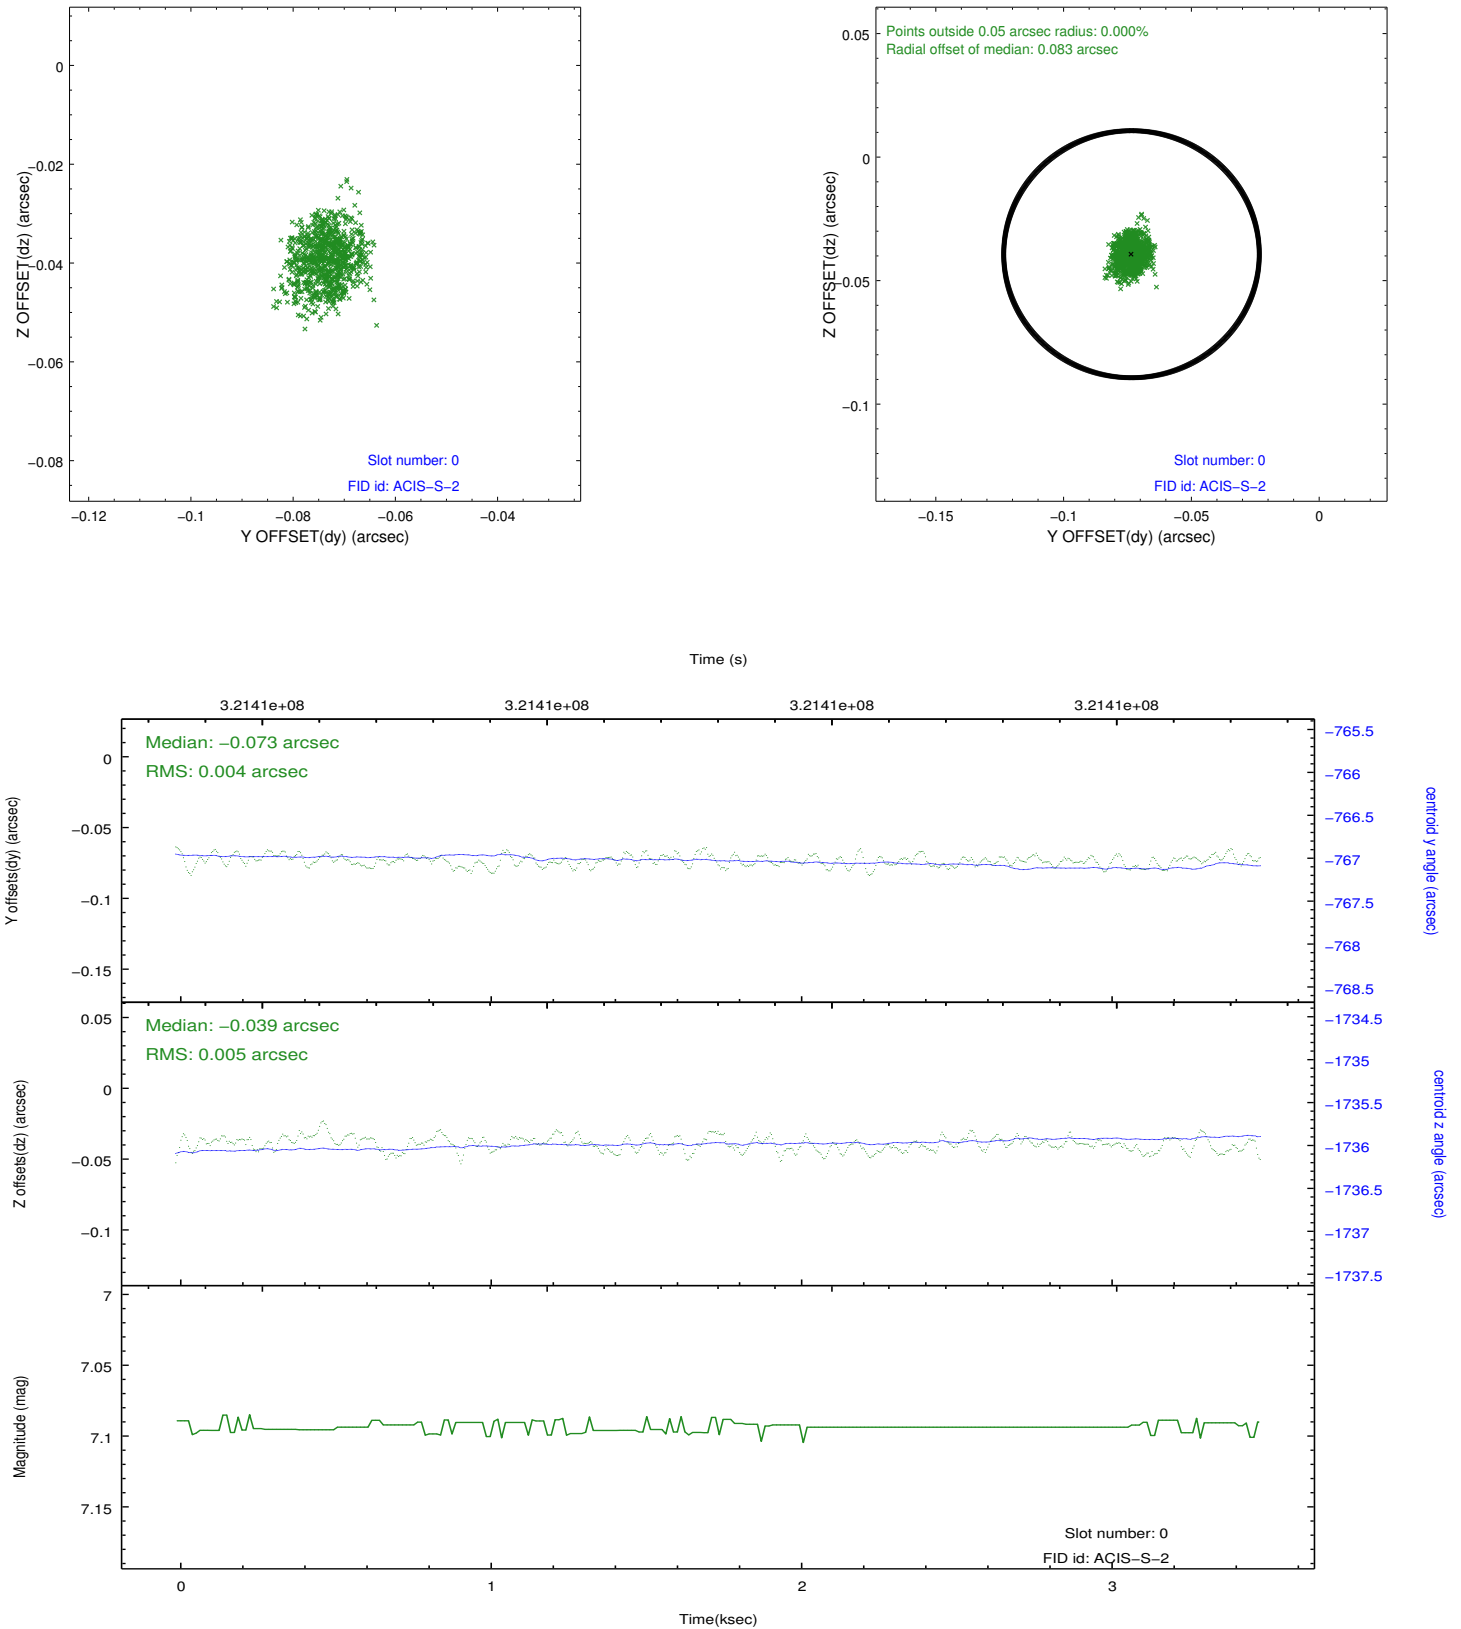 0
−0.02
−0.04
−0.06
−0.08
Z OFFSET(dz) (arcsec)
Slot number: 0
FID id: ACIS−S−2
−0.12
−0.1
−0.08
−0.06
−0.04
Y OFFSET(dy) (arcsec)
Points outside 0.05 arcsec radius: 0.000%
Radial offset of median: 0.083 arcsec
0.05
0
−0.05
−0.1
Z OFFSET(dz) (arcsec)
Slot number: 0
FID id: ACIS−S−2
−0.15
−0.1
−0.05
0
Y OFFSET(dy) (arcsec)
Time (s)
3.2141e+08
3.2141e+08
3.2141e+08
3.2141e+08
Median: −0.073 arcsec
RMS: 0.004 arcsec
0
−0.05
−0.1
−0.15
Y offsets(dy) (arcsec)
−765.5
−766
−766.5
−767
−767.5
−768
−768.5
centroid y angle (arcsec)
Median: −0.039 arcsec
RMS: 0.005 arcsec
0.05
0
−0.05
−0.1
Z offsets(dz) (arcsec)
−1734.5
−1735
−1735.5
−1736
−1736.5
−1737
−1737.5
centroid z angle (arcsec)
7
7.05
7.1
7.15
Magnitude (mag)
Slot number: 0
FID id: ACIS−S−2
0
1
2
3
Time(ksec)